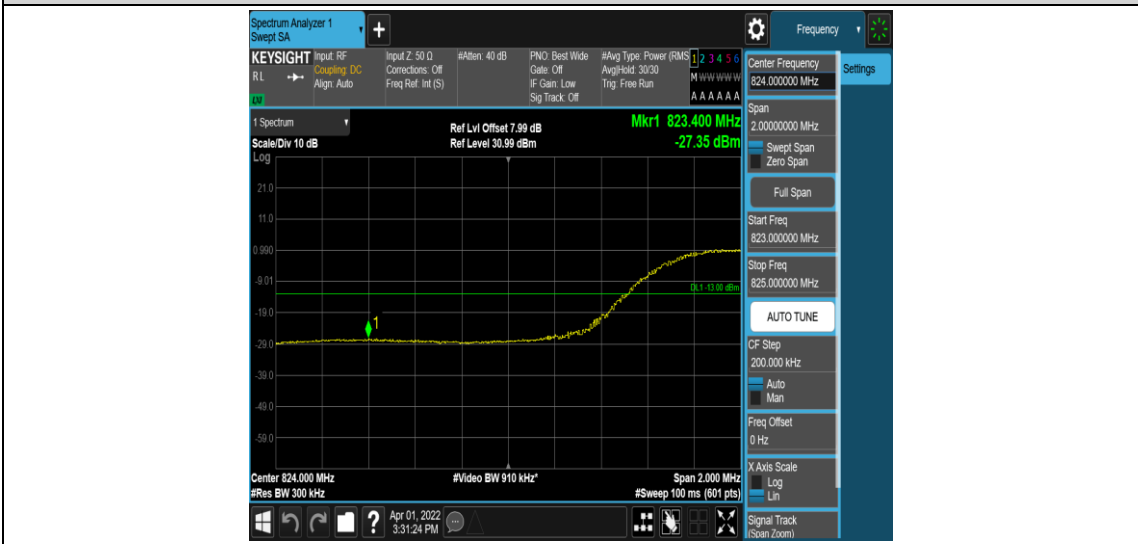 Spectrum Analyzer 1
Swept SA
+
Frequency
KEYSIGHT
RL
Input: RF
Coupling: DC
Align: Auto
Input Z: 50 Ω
Corrections: Off
Freq Ref: Int (S)
#Atten: 40 dB
PNO: Best Wide
Gate: Off
IF Gain: Low
Sig Track: Off
#Avg Type: Power (RMS
Avg|Hold: 30/30
Trig: Free Run
1 2 3 4 5 6
M W W W W W
A A A A A A
1 Spectrum
Scale/Div 10 dB
Log
Ref Lvl Offset 7.99 dB
Ref Level 30.99 dBm
Mkr1 823.400 MHz
-27.35 dBm
21.0
11.0
0.990
-9.01
DL1 -13.00 dBm
-19.0
1
-29.0
-39.0
-49.0
-59.0
Center 824.000 MHz
#Res BW 300 kHz
#Video BW 910 kHz*
Span 2.000 MHz
#Sweep 100 ms (601 pts)
?
Apr 01, 2022
3:31:24 PM
Center Frequency
824.000000 MHz
Settings
Span
2.00000000 MHz
Swept Span
Zero Span
Full Span
Start Freq
823.000000 MHz
Stop Freq
825.000000 MHz
AUTO TUNE
CF Step
200.000 kHz
Auto
Man
Freq Offset
0 Hz
X Axis Scale
Log
Lin
Signal Track
(Span Zoom)